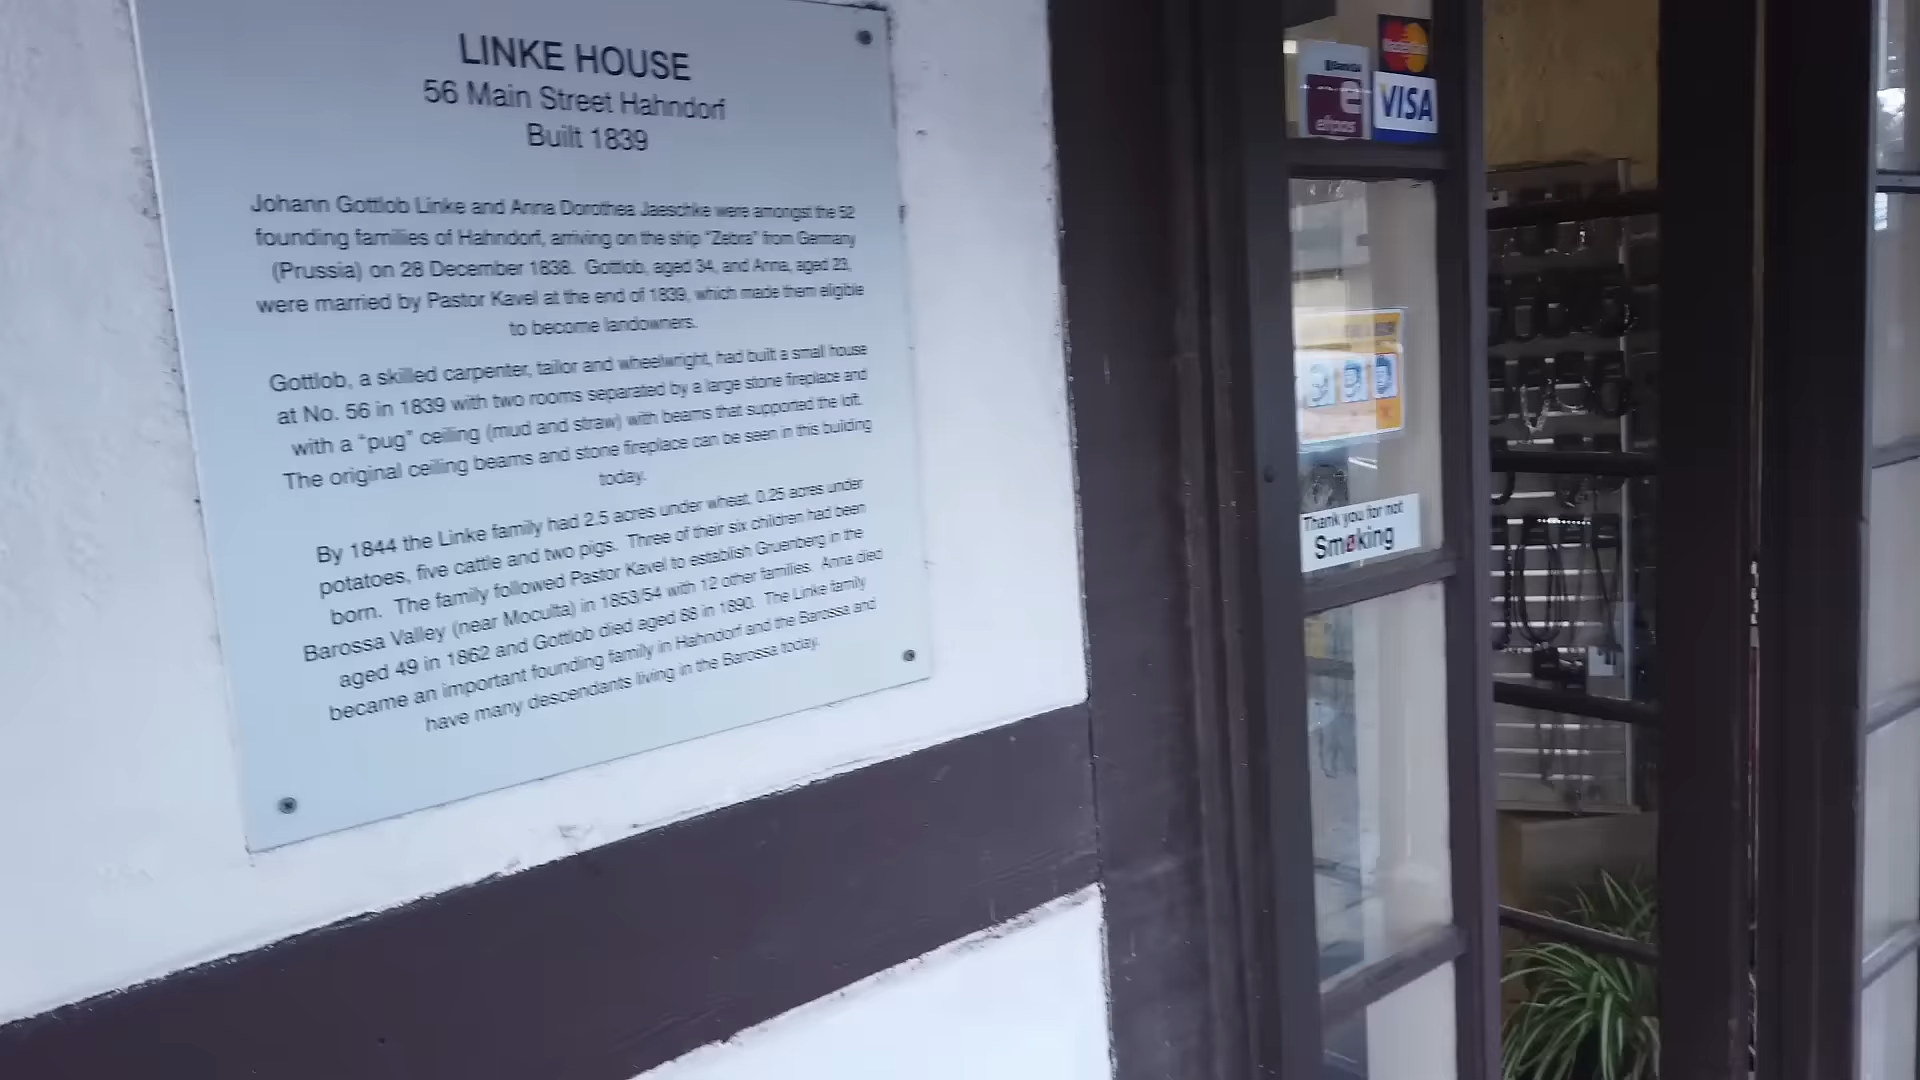 LINKE HOUSE
56 Main Street Hahndorf
Built 1839
Johann Gottlob Linke and Anna Dorothea Jaeschke were amongst the 52
founding families of Hahndorf, arriving on the ship "Zebra" from Germany
(Prussia) on 28 December 1838. Gottlob, aged 34, and Anna, aged 23,
were married by Pastor Kavel at the end of 1839, which made them eligible
to become landowners.
Gottlob, a skilled carpenter, tailor and wheelwright, had built a small house
at No. 56 in 1839 with two rooms separated by a large stone fireplace and
with a "pug" ceiling (mud and straw) with beams that supported the loft.
The original ceiling beams and stone fireplace can be seen in this building
today.
By 1844 the Linke family had 2.5 acres under wheat, 0.25 acres under
potatoes, five cattle and two pigs. Three of their six children had been
born. The family followed Pastor Kavel to establish Gruenberg in the
Barossa Valley (near Moculta) in 1853/54 with 12 other families. Anna died
aged 49 in 1862 and Gottlob died aged 88 in 1890. The Linke family
became an important founding family in Hahndorf and the Barossa and
have many descendants living in the Barossa today.
MasterCard
BankSA
e
eftpos
VISA
Thank you for not
Smoking